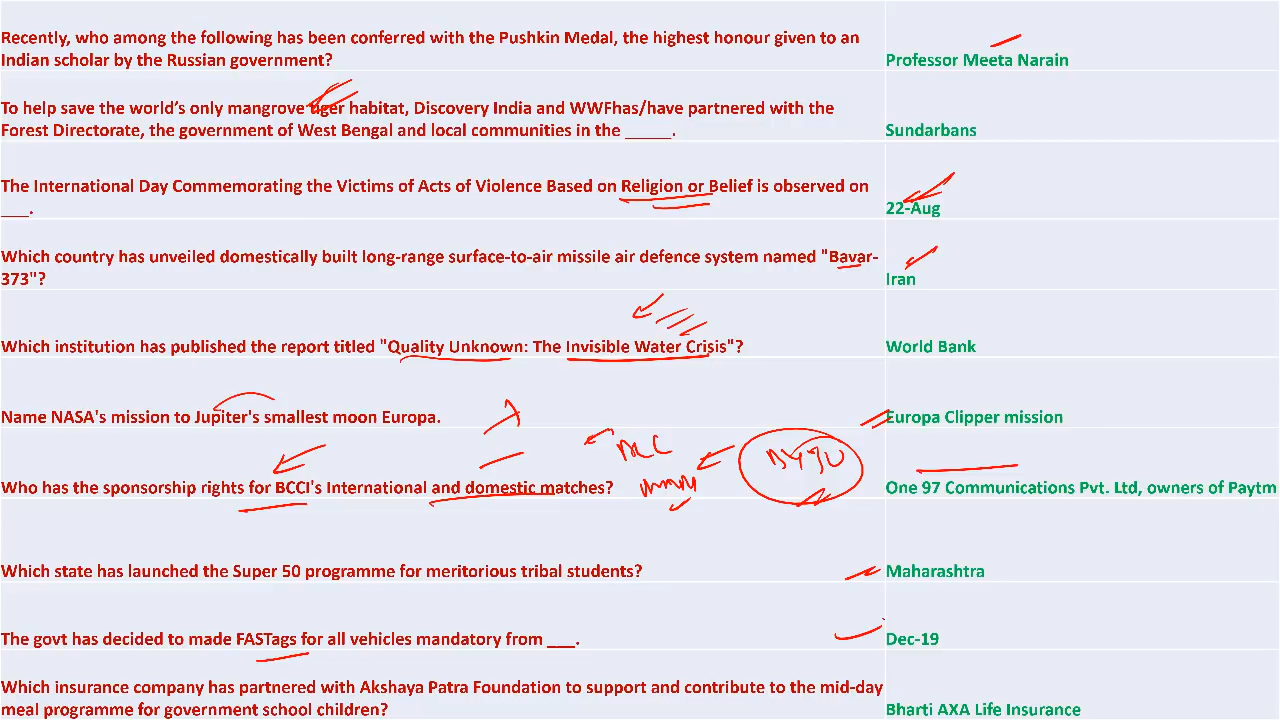 Recently, who among the following has been conferred with the Pushkin Medal, the highest honour given to an
Indian scholar by the Russian government?
Professor Meeta Narain
To help save the world's only mangrove tiger habitat, Discovery India and WWFhas/have partnered with the
Forest Directorate, the government of West Bengal and local communities in the _____.
Sundarbans
The International Day Commemorating the Victims of Acts of Violence Based on Religion or Belief is observed on
___.
22-Aug
Which country has unveiled domestically built long-range surface-to-air missile air defence system named "Bavar-
373"?
Iran
Which institution has published the report titled "Quality Unknown: The Invisible Water Crisis"?
World Bank
Name NASA's mission to Jupiter's smallest moon Europa.
Europa Clipper mission
Who has the sponsorship rights for BCCI's International and domestic matches?
One 97 Communications Pvt. Ltd, owners of Paytm
Which state has launched the Super 50 programme for meritorious tribal students?
Maharashtra
The govt has decided to made FASTags for all vehicles mandatory from ___.
Dec-19
Which insurance company has partnered with Akshaya Patra Foundation to support and contribute to the mid-day
meal programme for government school children?
Bharti AXA Life Insurance